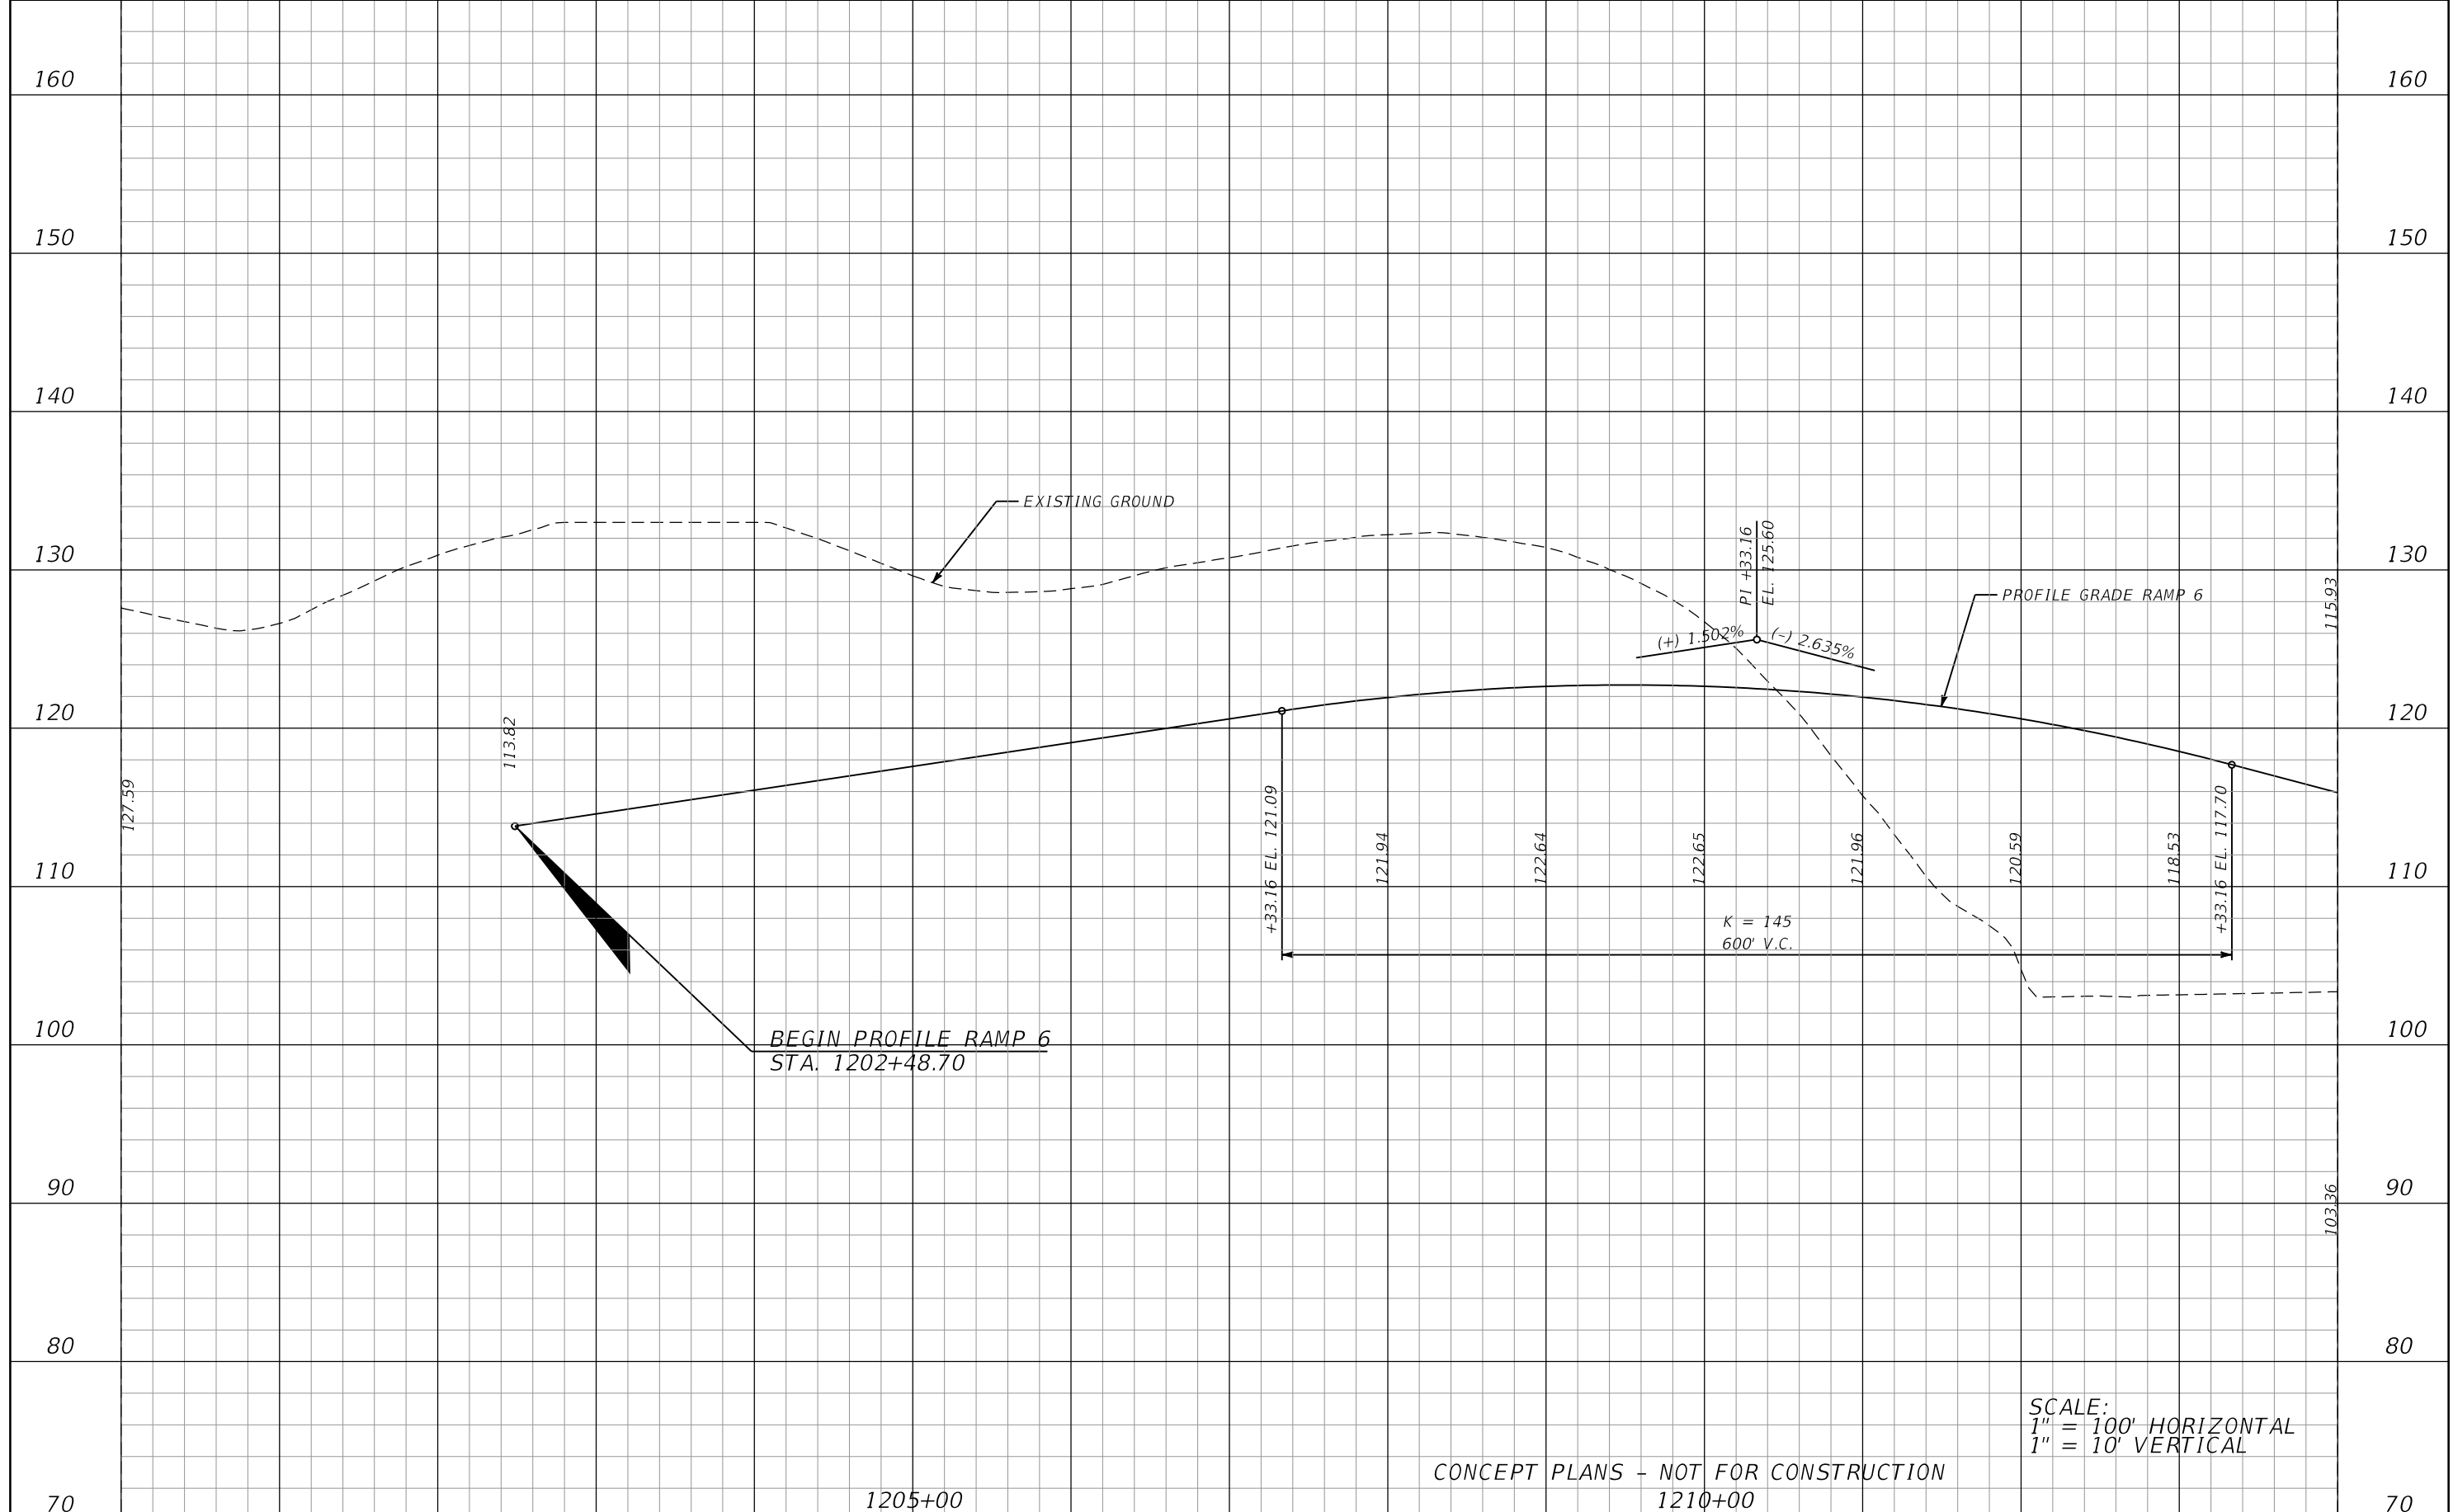 160
160
150
150
140
140
EXISTING GROUND
PI +33.16
EL. 125.60
130
130
115.93
PROFILE GRADE RAMP 6
(+) 1.502%
(-) 2.635%
120
120
113.82
127.59
+33.16 EL. 121.09
121.94
122.64
122.65
121.96
120.59
118.53
+33.16 EL. 117.70
110
110
K = 145
600' V.C.
100
100
BEGIN PROFILE RAMP 6
STA. 1202+48.70
90
90
103.36
80
80
SCALE:
1" = 100' HORIZONTAL
1" = 10' VERTICAL
CONCEPT PLANS - NOT FOR CONSTRUCTION
70
1205+00
1210+00
70